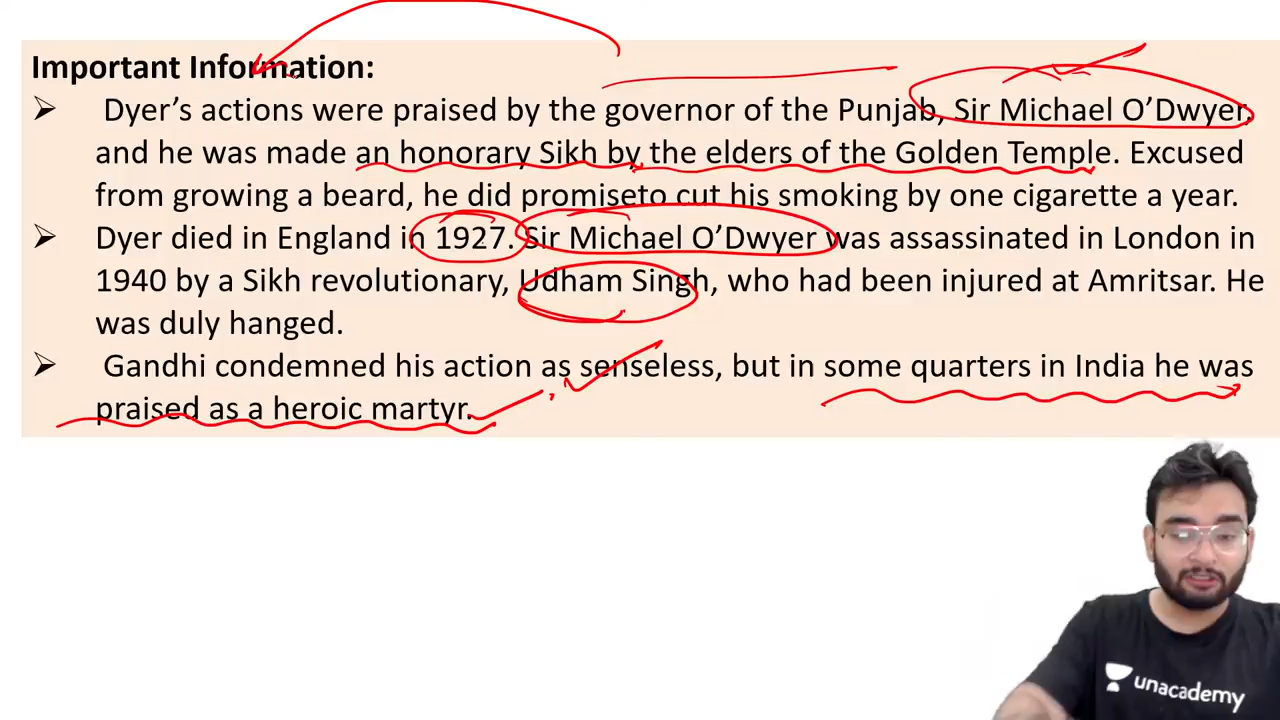 Important Information:
➢ Dyer’s actions were praised by the governor of the Punjab, Sir Michael O’Dwyer,
and he was made an honorary Sikh by the elders of the Golden Temple. Excused
from growing a beard, he did promiseto cut his smoking by one cigarette a year.
➢ Dyer died in England in 1927. Sir Michael O’Dwyer was assassinated in London in
1940 by a Sikh revolutionary, Udham Singh, who had been injured at Amritsar. He
was duly hanged.
➢ Gandhi condemned his action as senseless, but in some quarters in India he was
praised as a heroic martyr.
unacademy